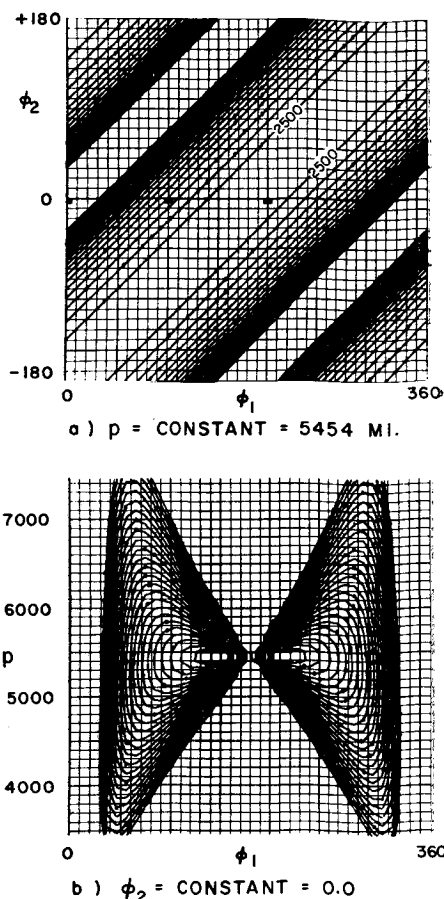 +180
ϕ₂
2500
2500
0
-180
0
ϕ₁
360°
a ) p = CONSTANT = 5454 MI.
7000
6000
p
5000
4000
0
ϕ₁
360
b ) ϕ₂ = CONSTANT = 0.0